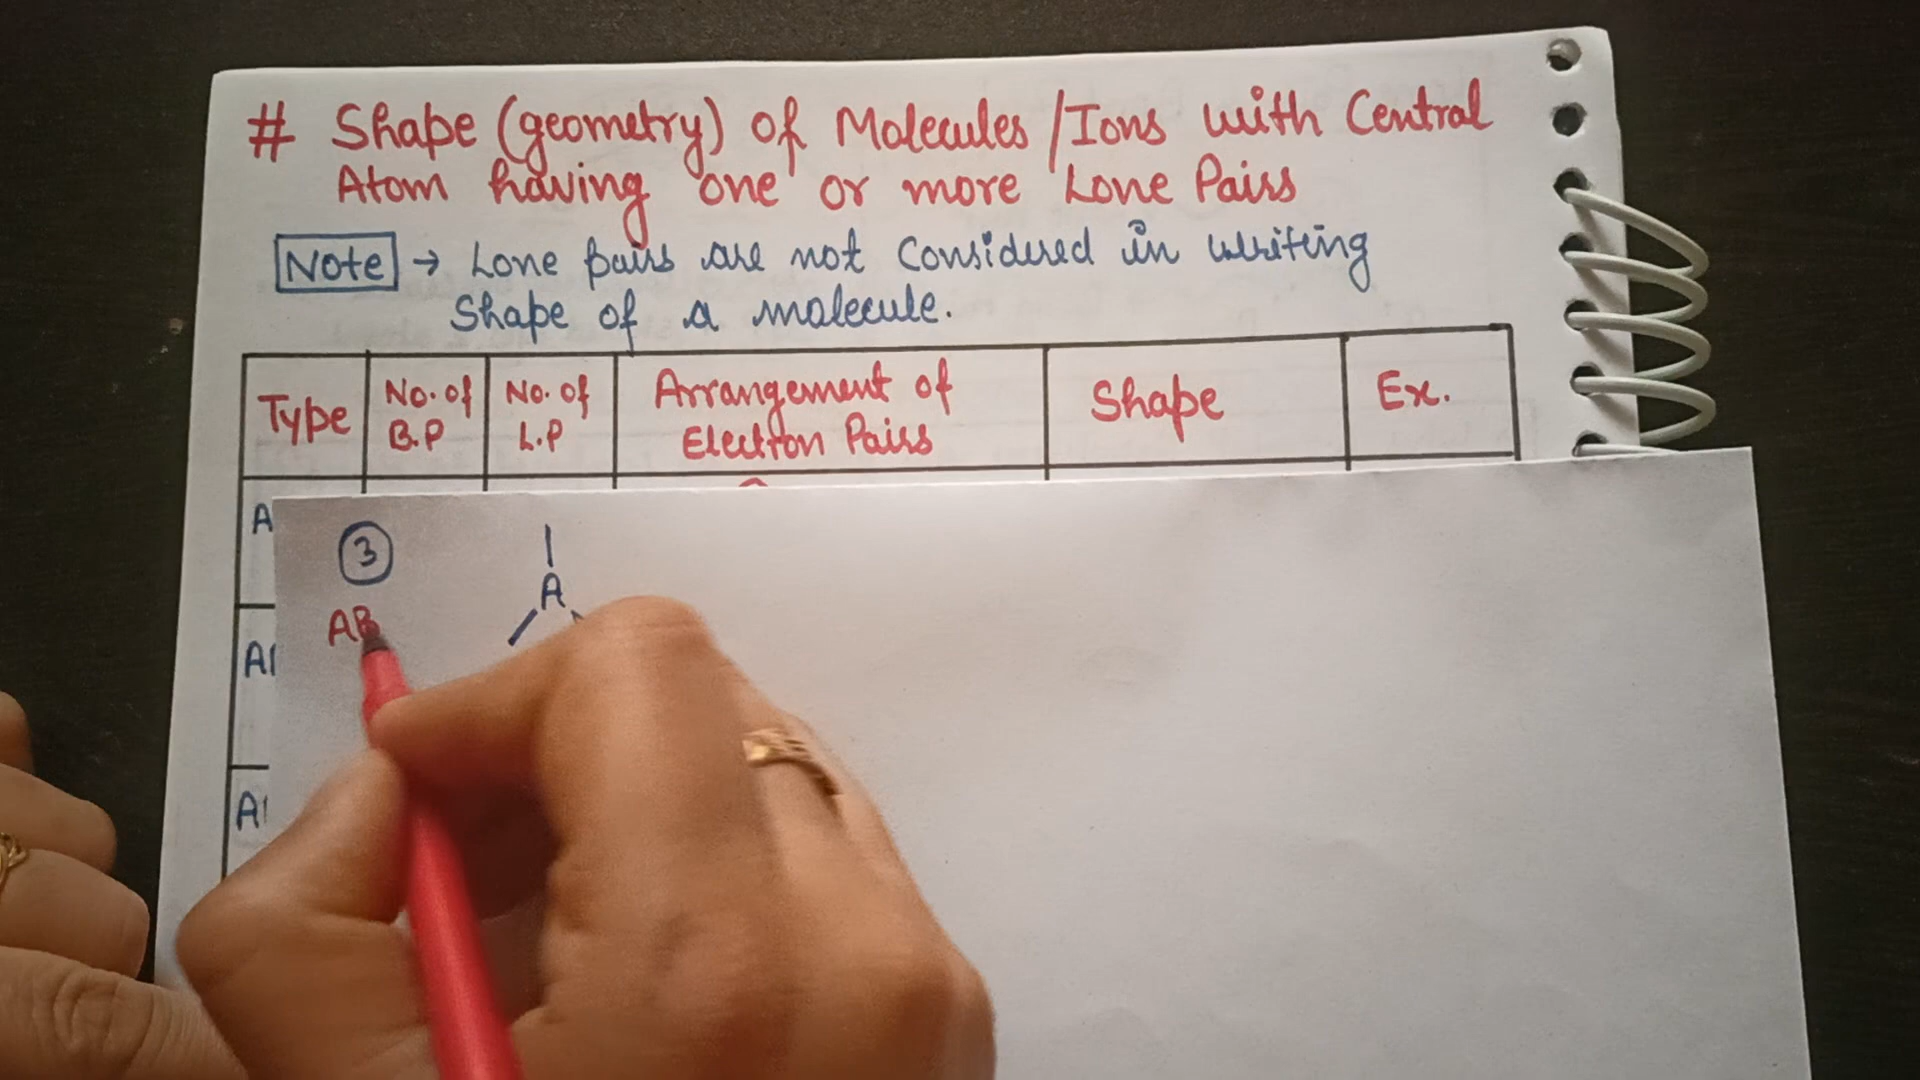 # Shape (geometry) of Molecules/Ions with Central
Atom having one or more Lone Pairs
Note → Lone pairs are not Considered in writing
Shape of a molecule.
Type
No. of
B.P
No. of
L.P
Arrangement of
Electron Pairs
Shape
Ex.
A
3
A
AB
A
A